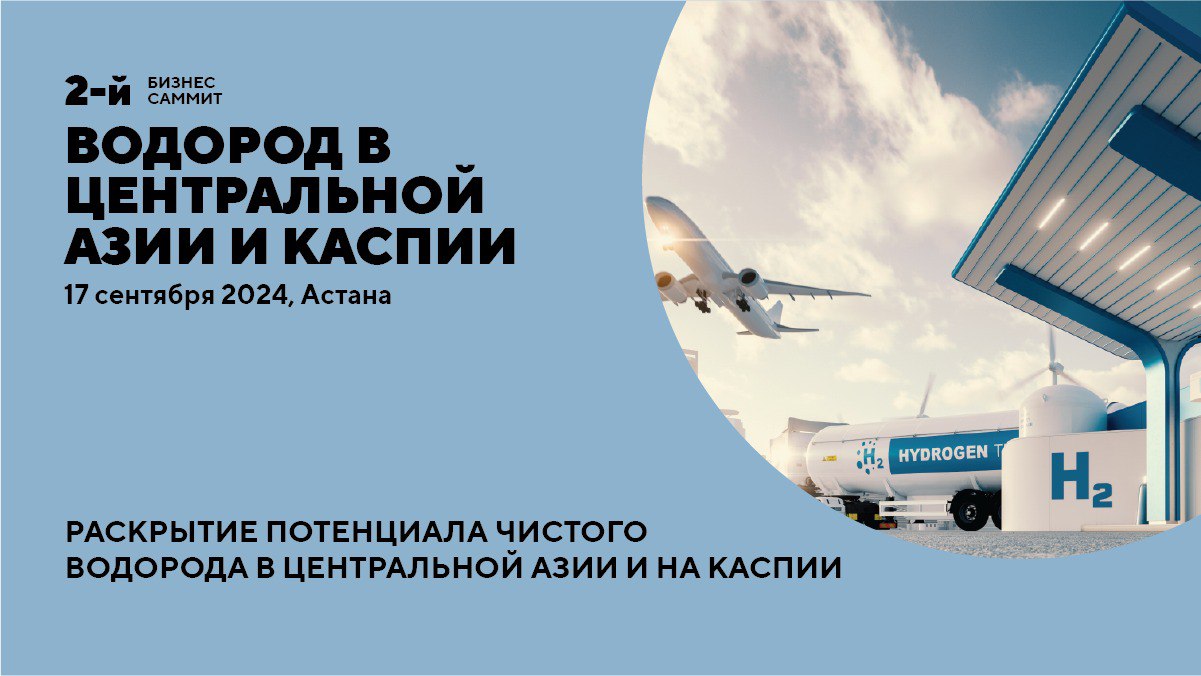 2-й
БИЗНЕС
САММИТ
ВОДОРОД В
ЦЕНТРАЛЬНОЙ
АЗИИ И КАСПИИ
17 сентября 2024, Астана
H2
HYDROGEN
H2
РАСКРЫТИЕ ПОТЕНЦИАЛА ЧИСТОГО
ВОДОРОДА В ЦЕНТРАЛЬНОЙ АЗИИ И НА КАСПИИ